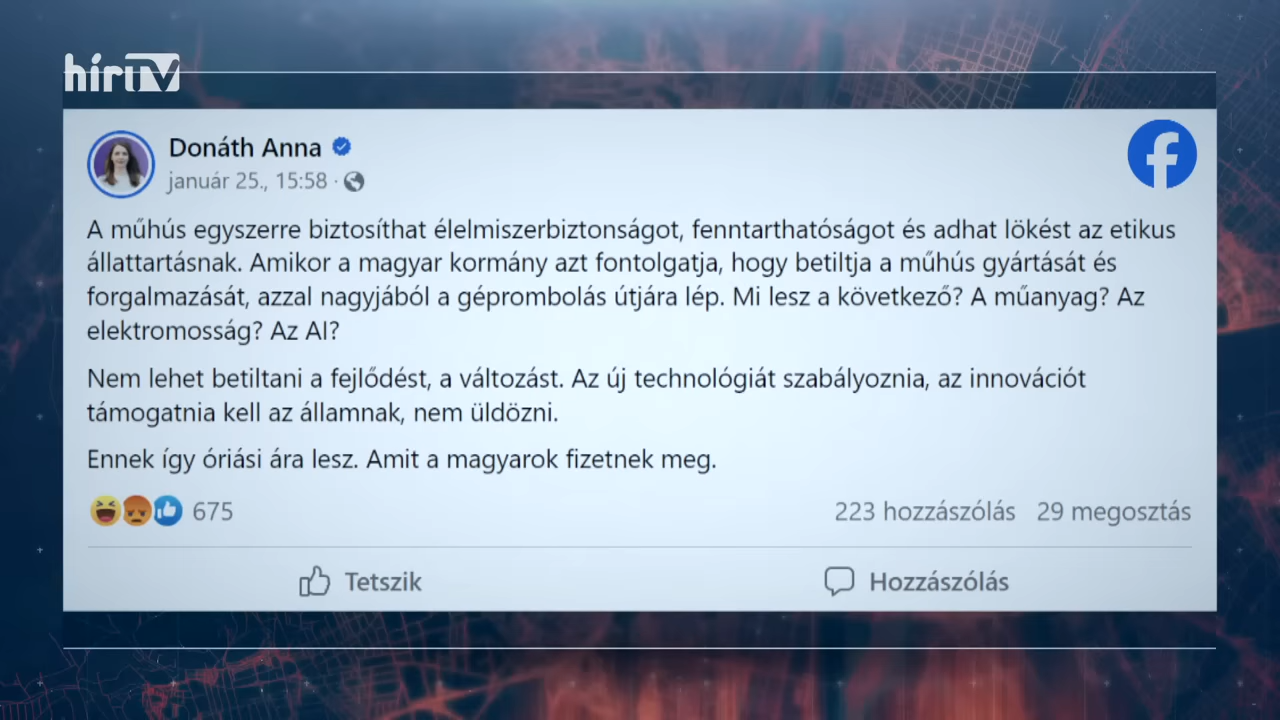 hírTV
Donáth Anna
január 25., 15:58 ·
A műhús egyszerre biztosíthat élelmiszerbiztonságot, fenntarthatóságot és adhat lökést az etikus
állattartásnak. Amikor a magyar kormány azt fontolgatja, hogy betiltja a műhús gyártását és
forgalmazását, azzal nagyjából a géprombolás útjára lép. Mi lesz a következő? A műanyag? Az
elektromosság? Az AI?
Nem lehet betiltani a fejlődést, a változást. Az új technológiát szabályoznia, az innovációt
támogatnia kell az államnak, nem üldözni.
Ennek így óriási ára lesz. Amit a magyarok fizetnek meg.
675 223 hozzászólás 29 megosztás
Tetszik Hozzászólás